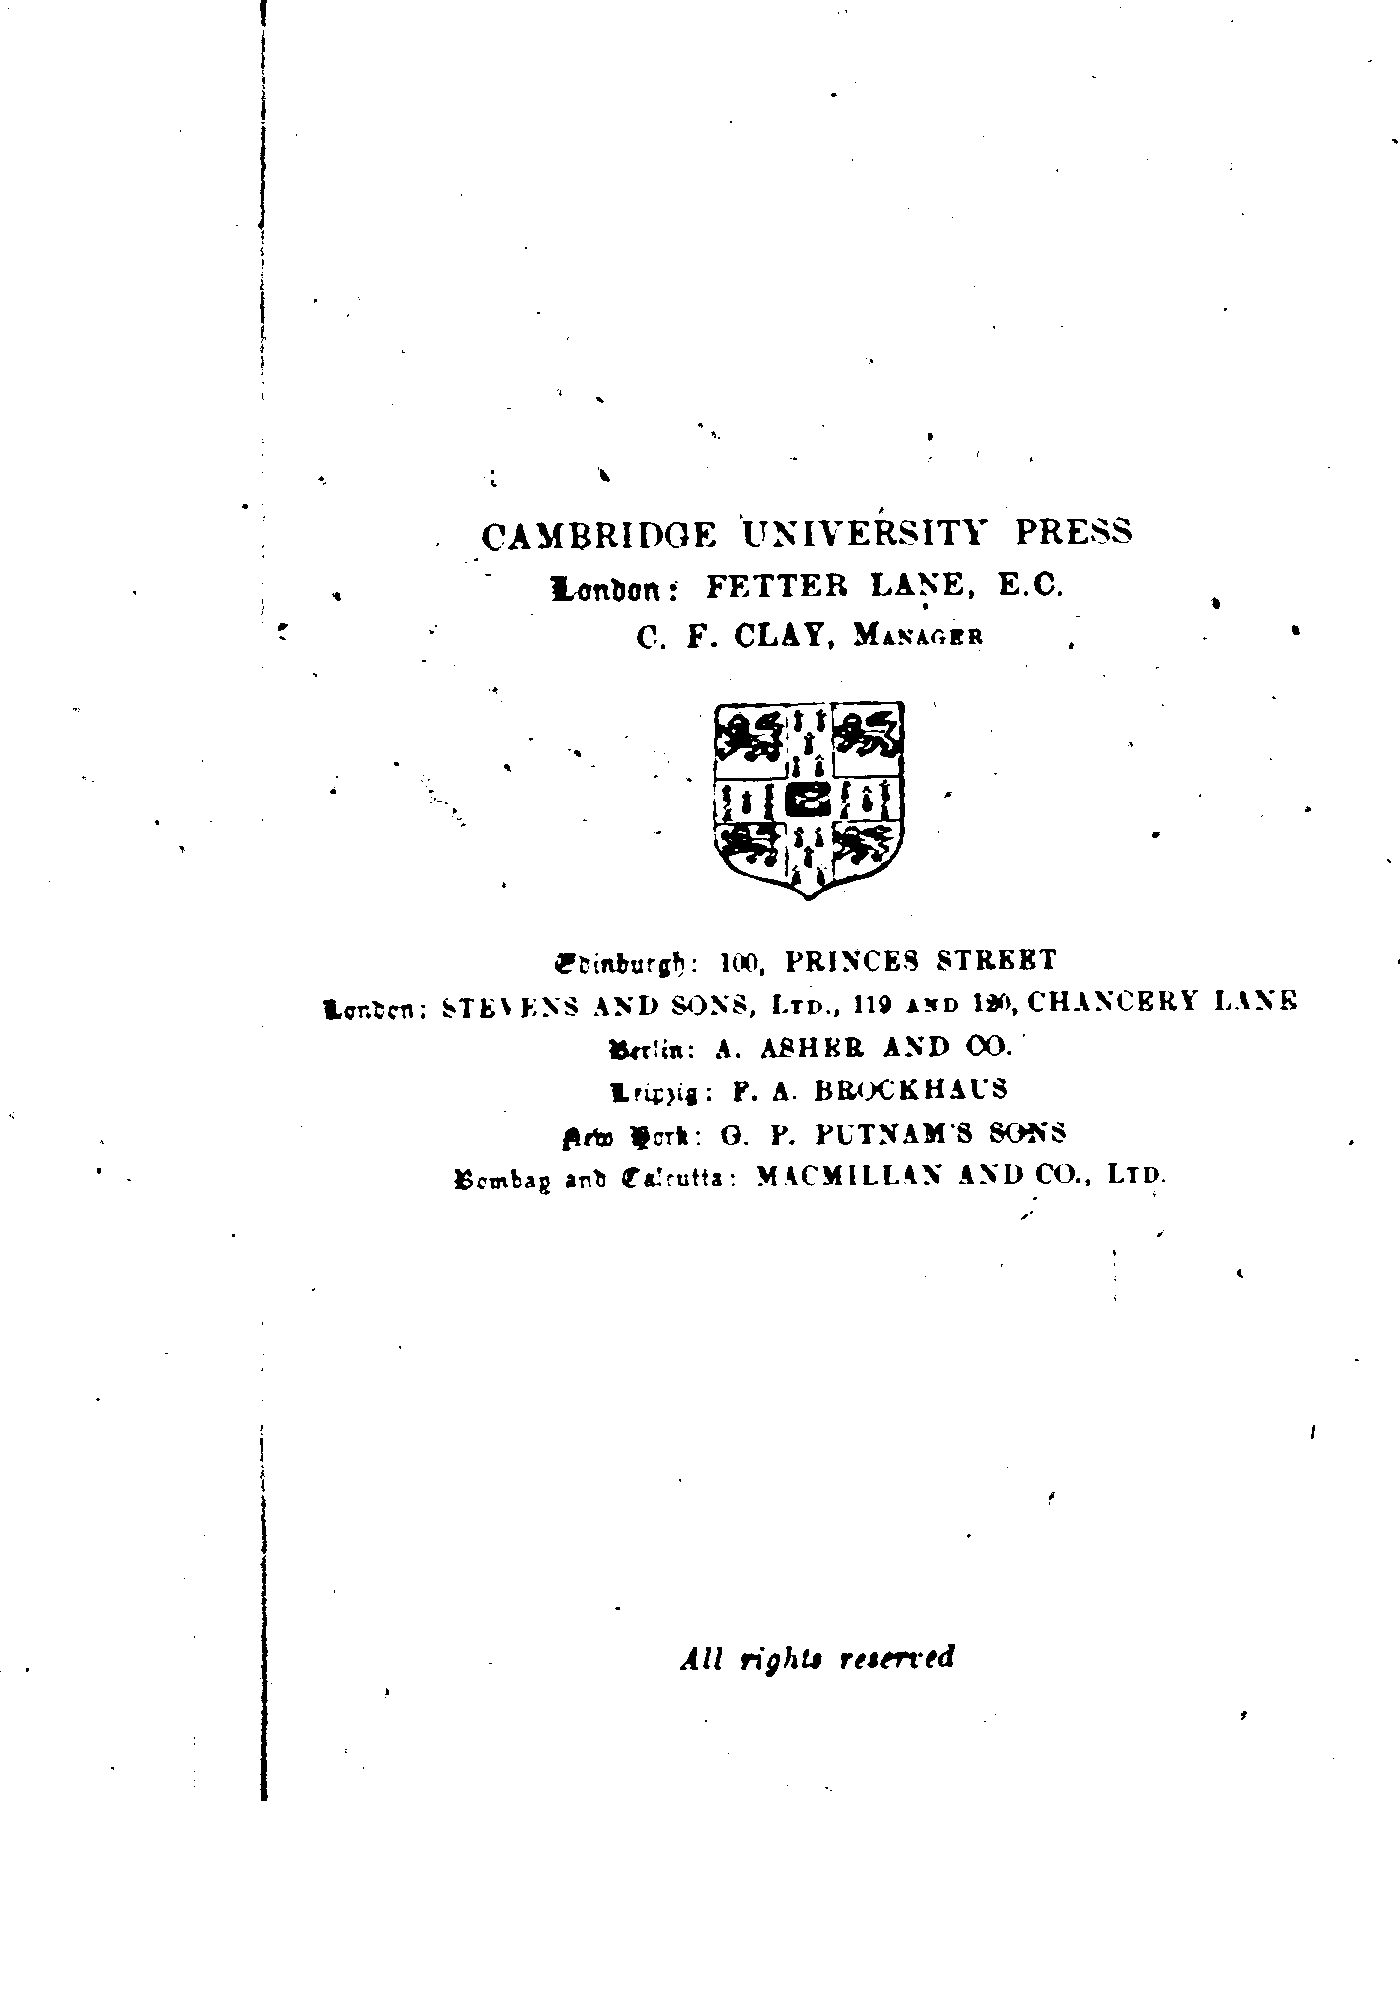 CAMBRIDGE UNIVERSITY PRESS
London: FETTER LANE, E.C.
C. F. CLAY, MANAGER
Edinburgh: 100, PRINCES STREET
London: STEVENS AND SONS, LTD., 119 AND 120, CHANCERY LANE
Berlin: A. ASHER AND CO.
Leipzig: F. A. BROCKHAUS
New York: G. P. PUTNAM'S SONS
Bombay and Calcutta: MACMILLAN AND CO., LTD.
All rights reserved